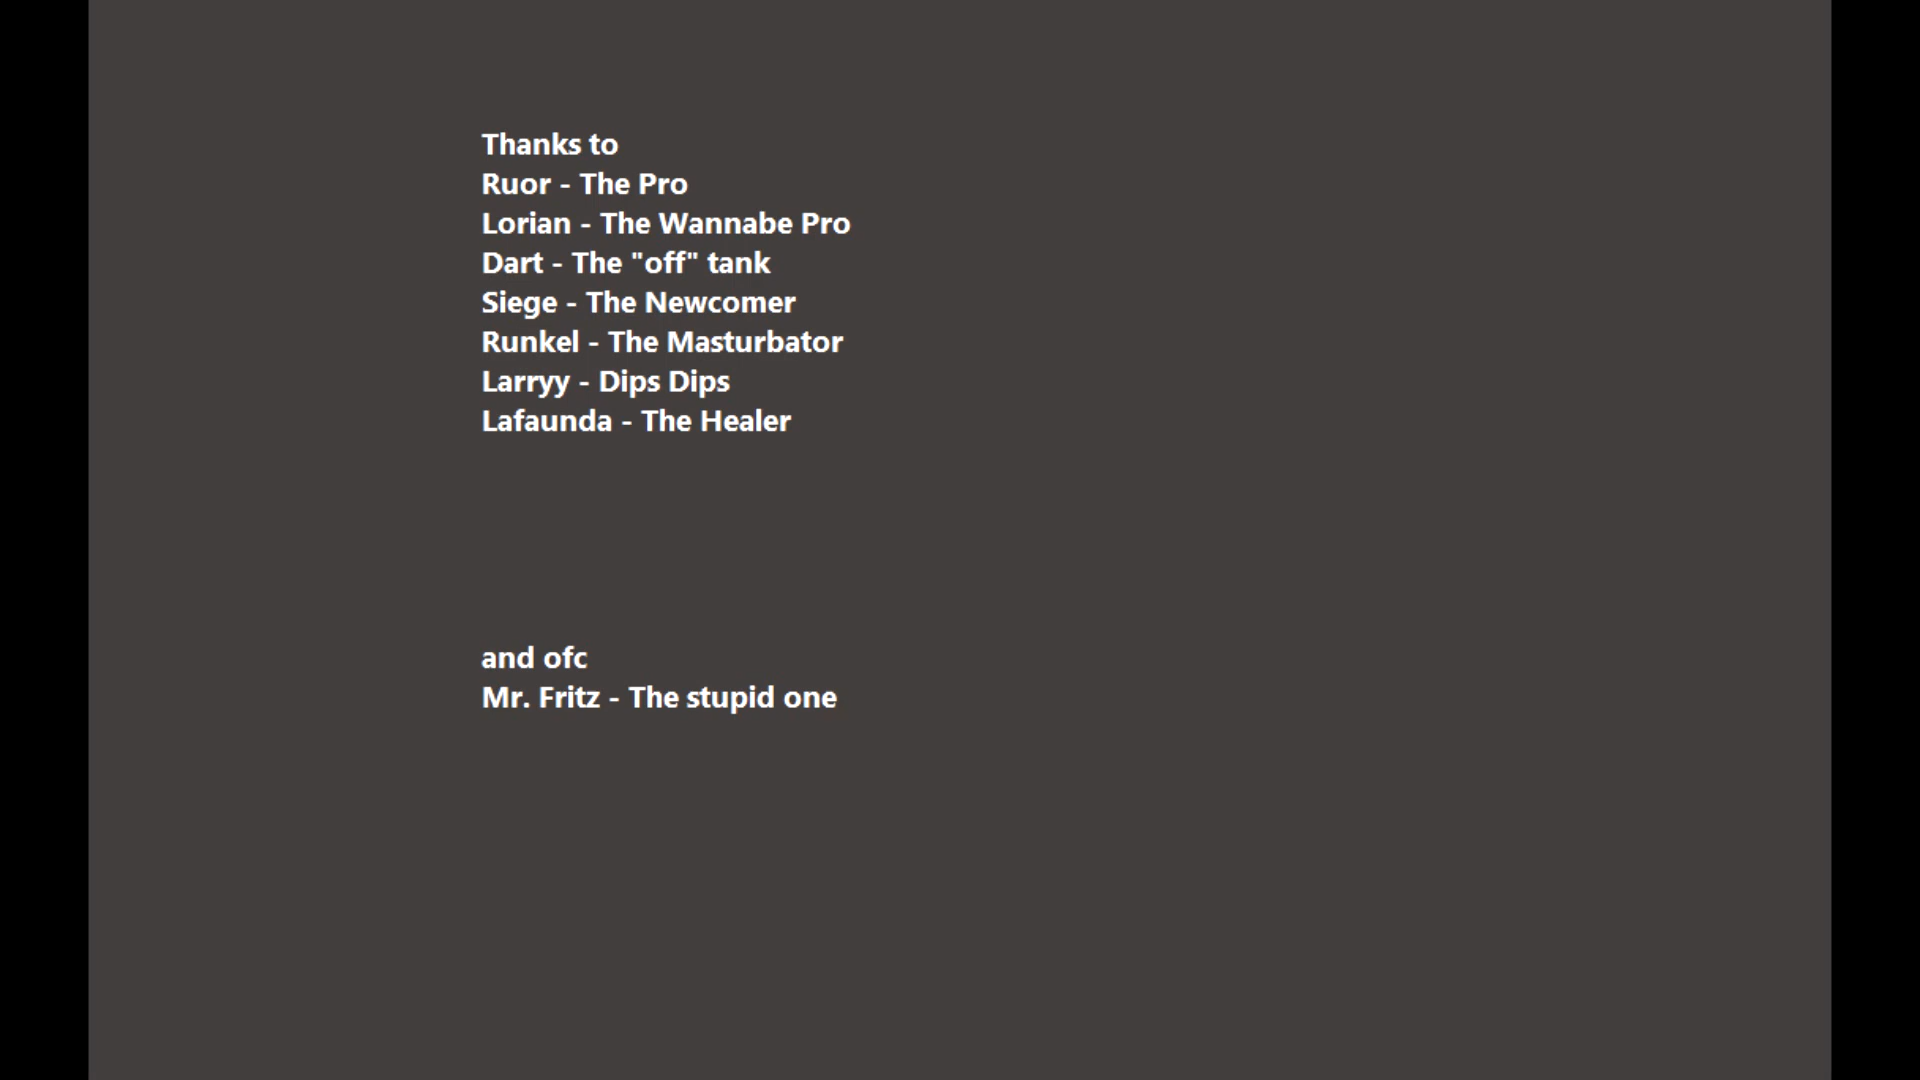 Thanks to
Ruor - The Pro
Lorian - The Wannabe Pro
Dart - The "off" tank
Siege - The Newcomer
Runkel - The Masturbator
Larryy - Dips Dips
Lafaunda - The Healer
and ofc
Mr. Fritz - The stupid one